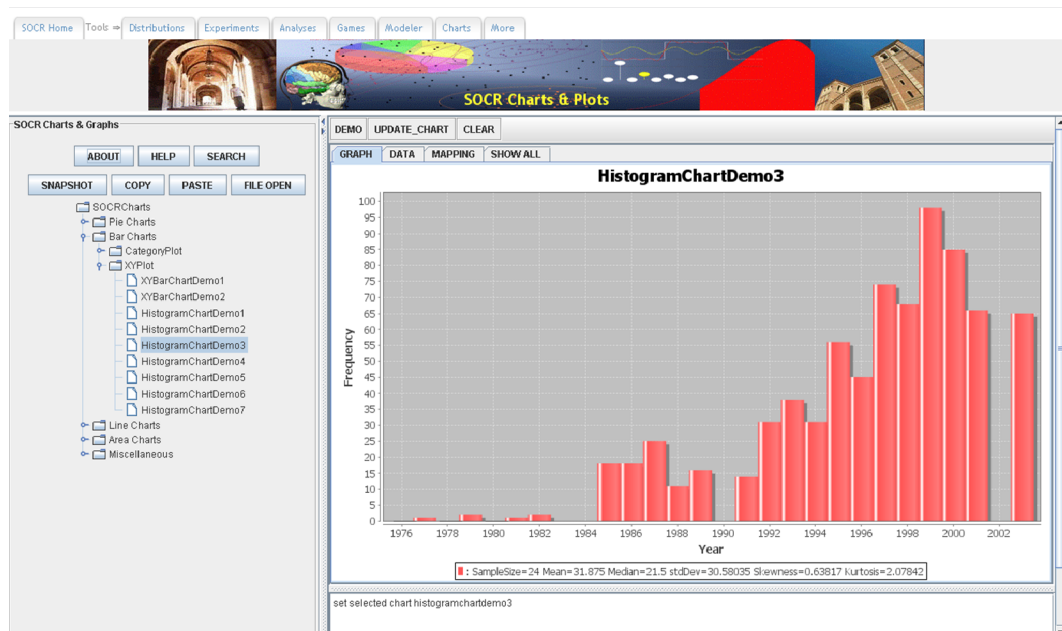 SOCR Home Tools ⇒ Distributions Experiments Analyses Games Modeler Charts More
SOCR Charts & Plots
SOCR Charts & Graphs
ABOUT HELP SEARCH
SNAPSHOT COPY PASTE FILE OPEN
SOCRCharts
Pie Charts
Bar Charts
CategoryPlot
XYPlot
XYBarChartDemo1
XYBarChartDemo2
HistogramChartDemo1
HistogramChartDemo2
HistogramChartDemo3
HistogramChartDemo4
HistogramChartDemo5
HistogramChartDemo6
HistogramChartDemo7
Line Charts
Area Charts
Miscellaneous
DEMO UPDATE_CHART CLEAR
GRAPH DATA MAPPING SHOW ALL
HistogramChartDemo3
Frequency
100
95
90
85
80
75
70
65
60
55
50
45
40
35
30
25
20
15
10
5
0
1976 1978 1980 1982 1984 1986 1988 1990 1992 1994 1996 1998 2000 2002
Year
: SampleSize=24 Mean=31.875 Median=21.5 stdDev=30.58035 Skewness=0.63817 Kurtosis=2.07842
set selected chart histogramchartdemo3